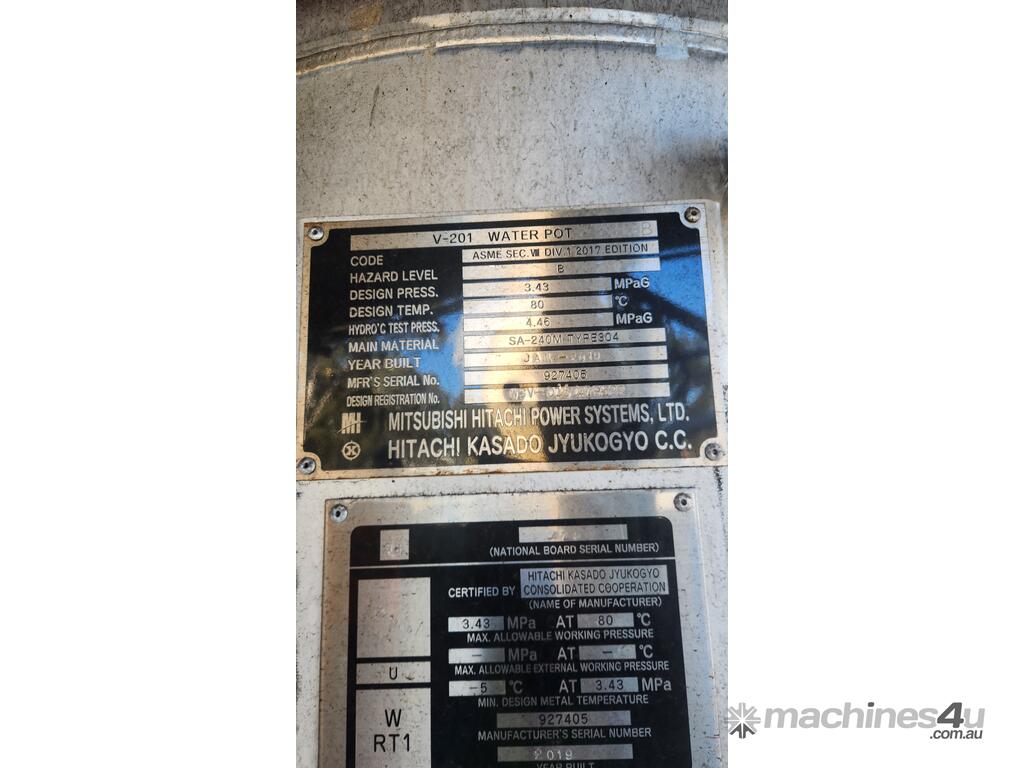 V-201 WATER POT B
CODE ASME SEC.Ⅷ DIV.1 2017 EDITION
HAZARD LEVEL B
DESIGN PRESS. 3.43 MPaG
DESIGN TEMP. 80 ℃
HYDRO'C TEST PRESS. 4.46 MPaG
MAIN MATERIAL SA-240M TYPE304
YEAR BUILT
MFR'S SERIAL No. 927405
DESIGN REGISTRATION No.
MITSUBISHI HITACHI POWER SYSTEMS, LTD.
HITACHI KASADO JYUKOGYO C.C.
(NATIONAL BOARD SERIAL NUMBER)
CERTIFIED BY HITACHI KASADO JYUKOGYO
CONSOLIDATED COOPERATION
(NAME OF MANUFACTURER)
3.43 MPa AT 80 ℃
MAX. ALLOWABLE WORKING PRESSURE
- MPa AT - ℃
MAX. ALLOWABLE EXTERNAL WORKING PRESSURE
U
-5 ℃ AT 3.43 MPa
MIN. DESIGN METAL TEMPERATURE
W
RT1
927405
MANUFACTURER'S SERIAL NUMBER
2019
YEAR BUILT
machines4u
.com.au